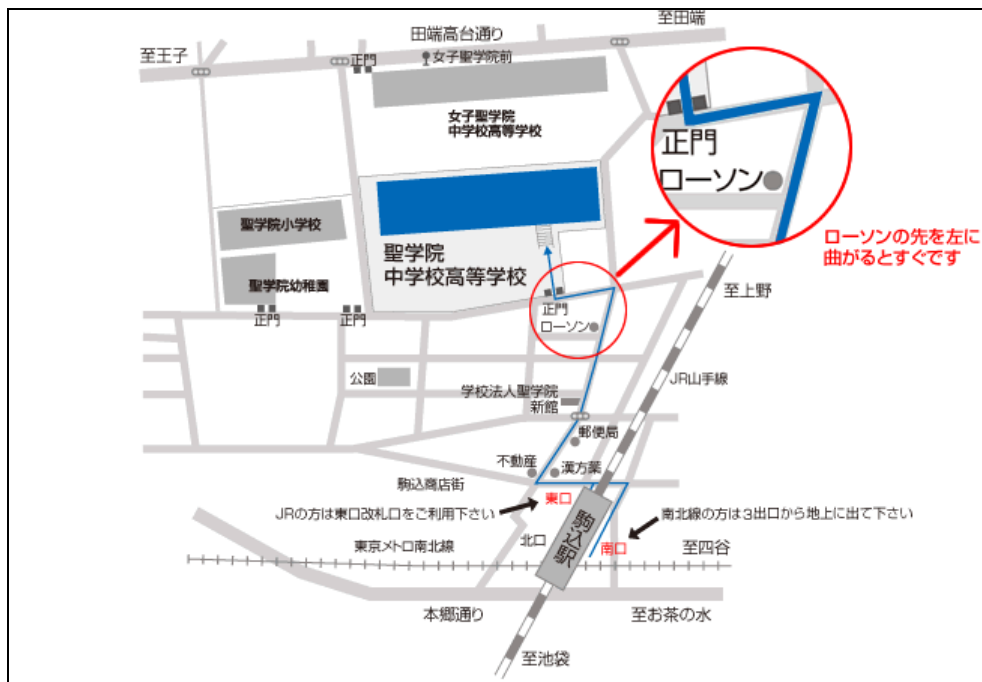 至田端
田端高台通り
至王子
正門
女子聖学院前
女子聖学院
中学校高等学校
正門
ローソン
聖学院小学校
聖学院
中学校高等学校
ローソンの先を左に
曲がるとすぐです
聖学院幼稚園
至上野
正門
正門
正門
ローソン
公園
JR山手線
学校法人聖学院
新館
郵便局
不動産
漢方薬
駒込商店街
東口
JRの方は東口改札口をご利用下さい
南北線の方は3出口から地上に出て下さい
北口
駒込駅
南口
東京メトロ南北線
至四谷
本郷通り
至お茶の水
至池袋